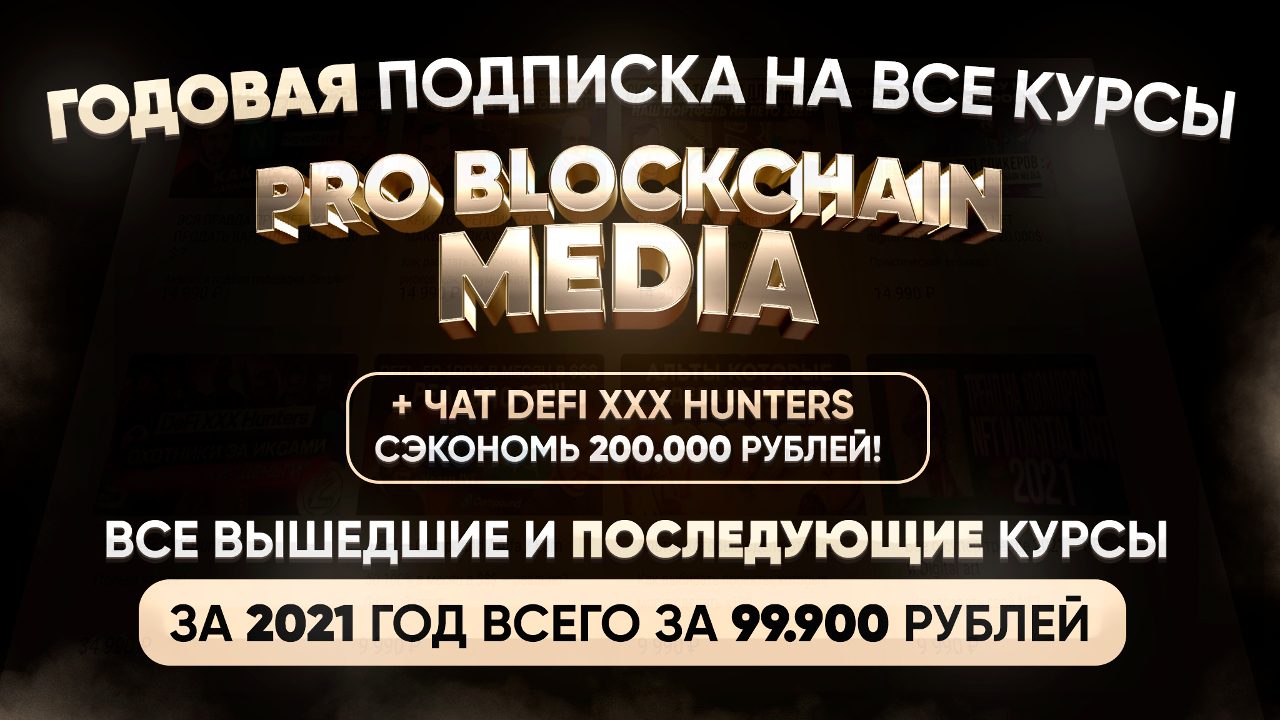 ГОДОВАЯ ПОДПИСКА НА ВСЕ КУРСЫ
PRO BLOCKCHAIN
MEDIA
+ ЧАТ DEFI XXX HUNTERS
СЭКОНОМЬ 200.000 РУБЛЕЙ!
ВСЕ ВЫШЕДШИЕ И ПОСЛЕДУЮЩИЕ КУРСЫ
ЗА 2021 ГОД ВСЕГО ЗА 99.900 РУБЛЕЙ